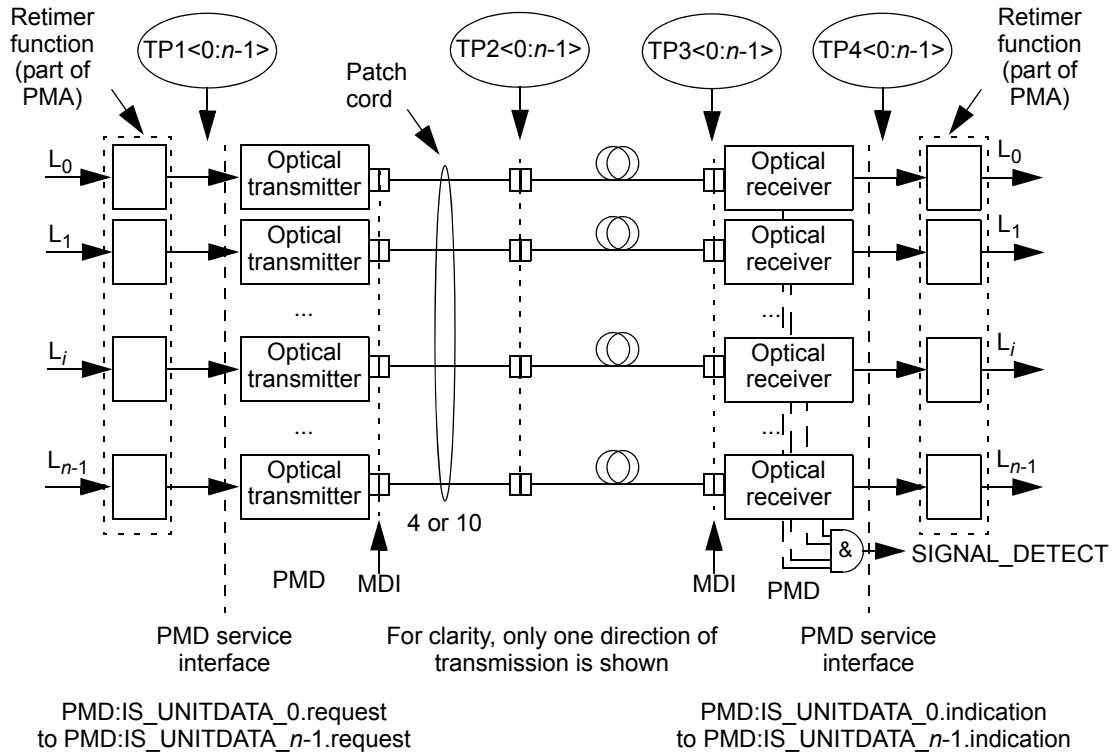 Retimer
function
(part of
PMA)
TP1<0:n-1>
Patch
cord
TP2<0:n-1>
TP3<0:n-1>
TP4<0:n-1>
Retimer
function
(part of
PMA)
L0
Optical
transmitter
Optical
receiver
L0
L1
Optical
transmitter
Optical
receiver
L1
...
...
Li
Optical
transmitter
Optical
receiver
Li
...
...
Ln-1
Optical
transmitter
Optical
receiver
Ln-1
4 or 10
&
SIGNAL_DETECT
PMD
MDI
MDI
PMD
PMD service
interface
For clarity, only one direction of
transmission is shown
PMD service
interface
PMD:IS_UNITDATA_0.request
to PMD:IS_UNITDATA_n-1.request
PMD:IS_UNITDATA_0.indication
to PMD:IS_UNITDATA_n-1.indication